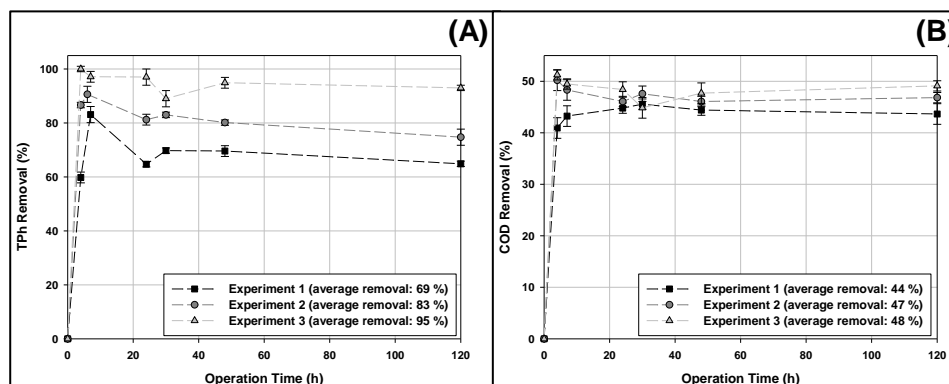 (A)
TPh Removal (%)
100
80
60
40
20
0
Experiment 1 (average removal: 69 %)
Experiment 2 (average removal: 83 %)
Experiment 3 (average removal: 95 %)
0 20 40 60 80 100 120
Operation Time (h)
(B)
COD Removal (%)
50
40
30
20
10
0
Experiment 1 (average removal: 44 %)
Experiment 2 (average removal: 47 %)
Experiment 3 (average removal: 48 %)
0 20 40 60 80 100 120
Operation Time (h)